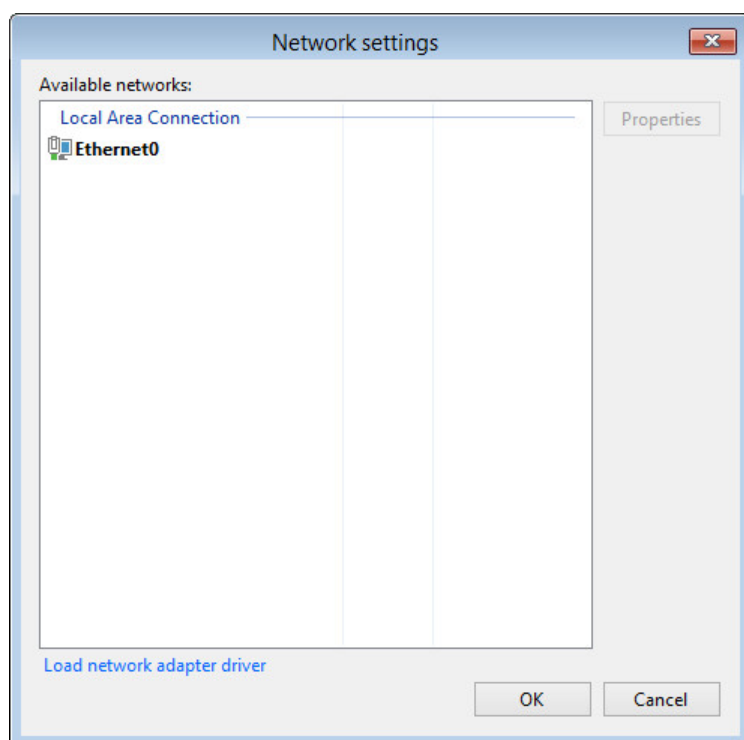 Network settings
Available networks:
Local Area Connection
Properties
Ethernet0
Load network adapter driver
OK
Cancel